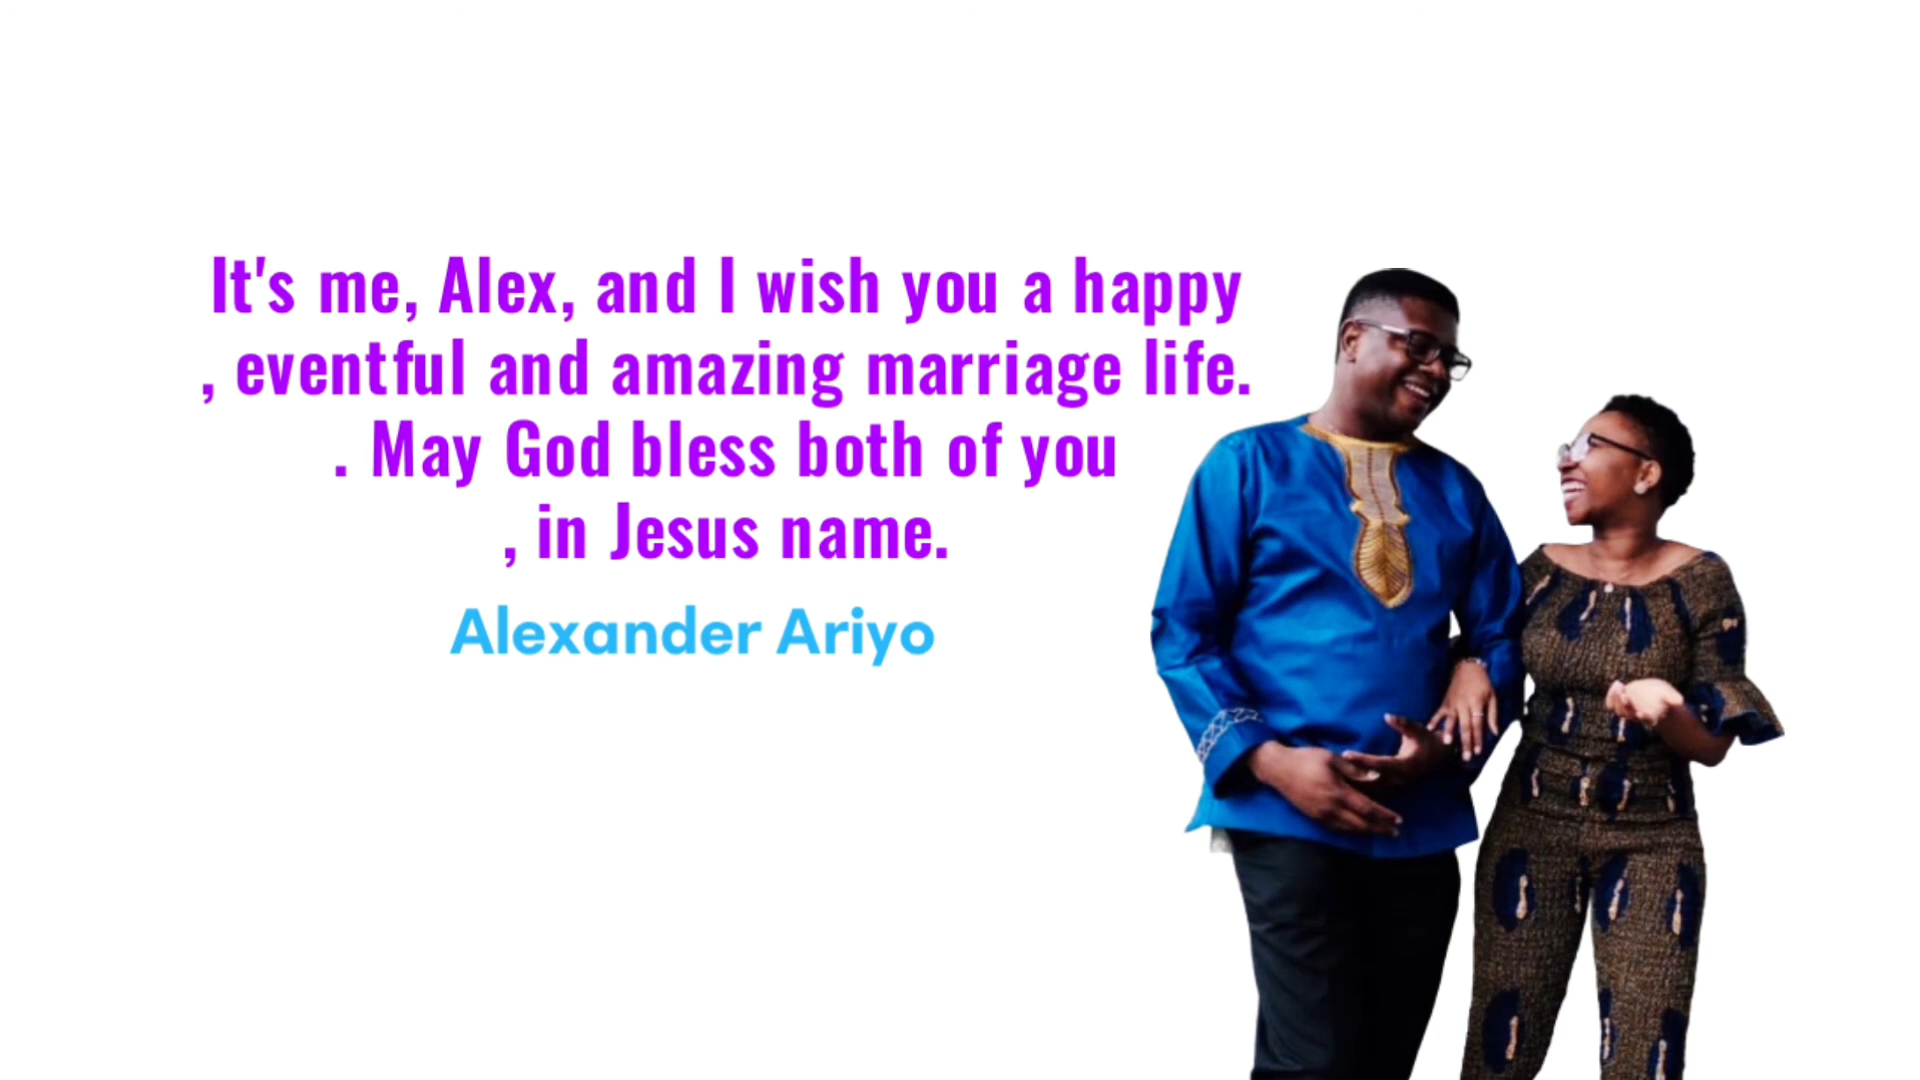 It's me, Alex, and I wish you a happy
, eventful and amazing marriage life.
. May God bless both of you
, in Jesus name.
Alexander Ariyo